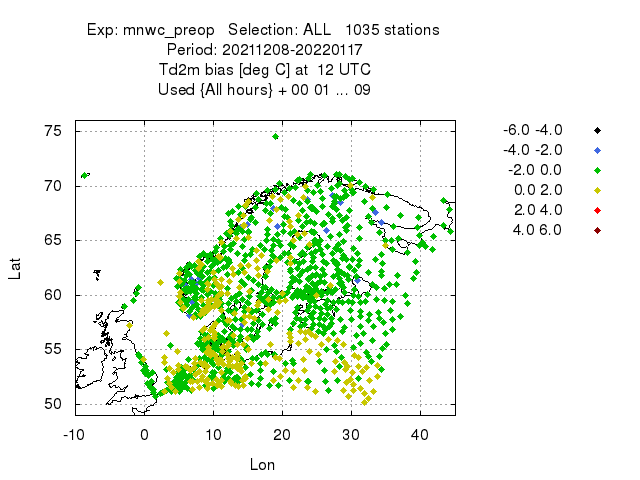 Exp: mnwc_preop   Selection: ALL   1035 stations
Period: 20211208-20220117
Td2m bias [deg C] at  12 UTC
Used {All hours} + 00 01 ... 09
-6.0 -4.0
-4.0 -2.0
-2.0 0.0
0.0 2.0
2.0 4.0
4.0 6.0
75
70
65
60
55
50
Lat
-10 0 10 20 30 40
Lon